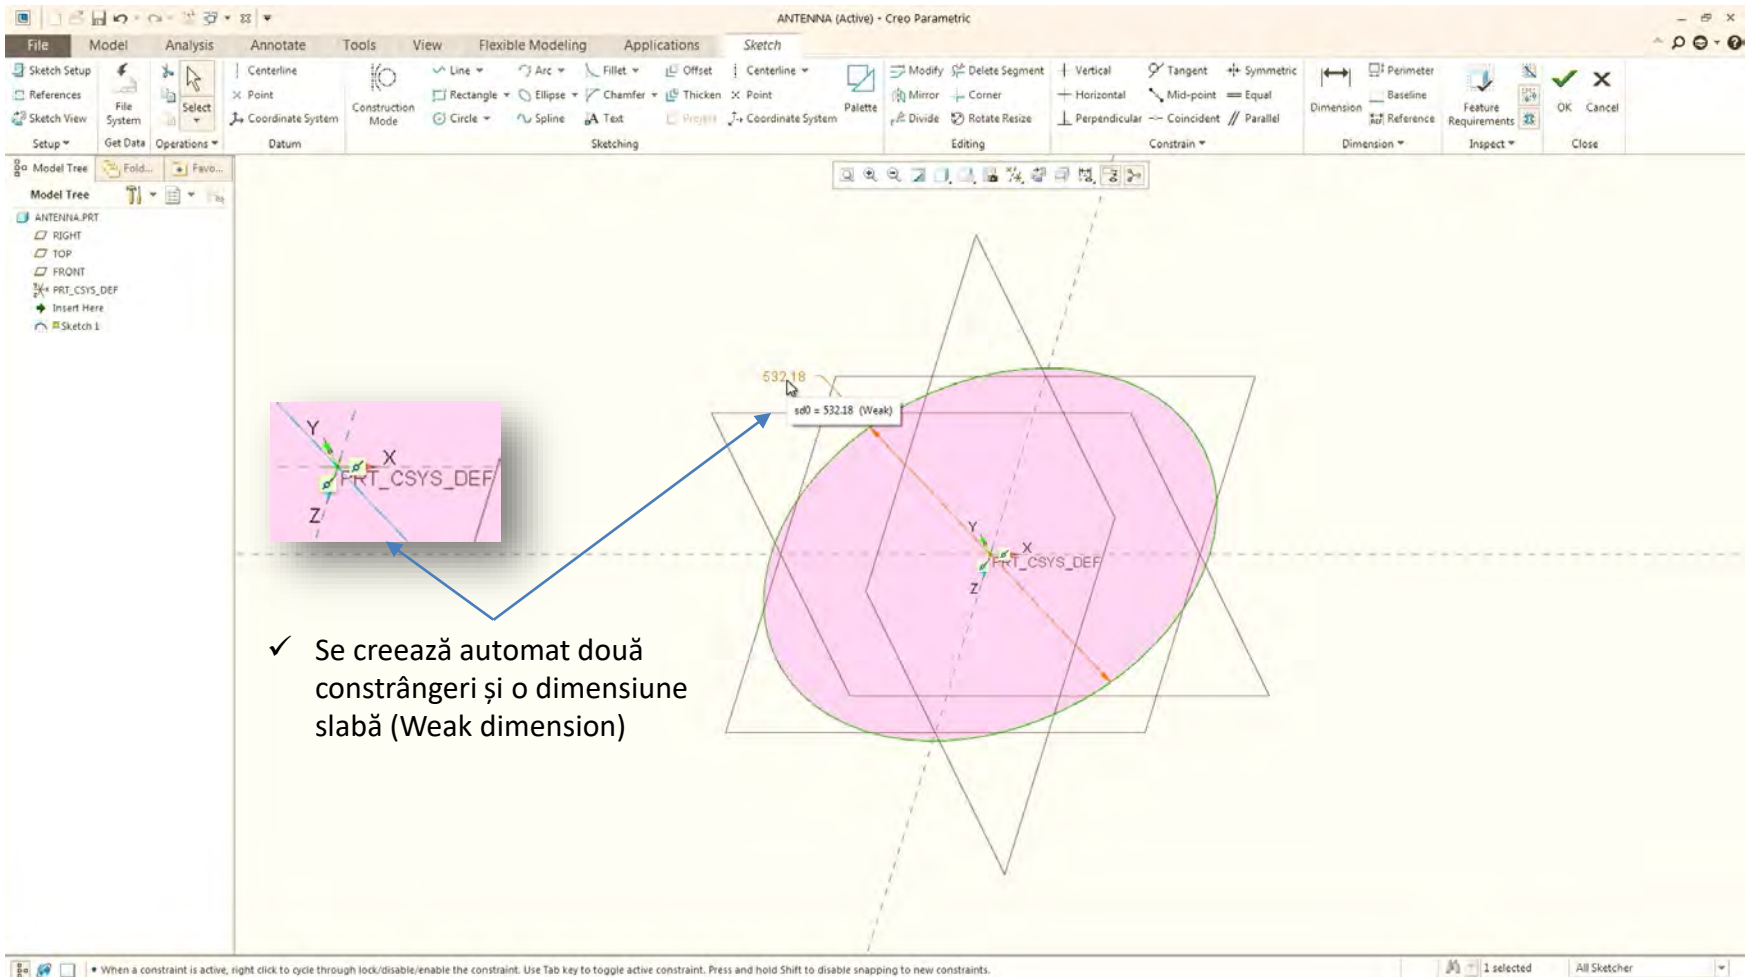 ANTENNA (Active) - Creo Parametric
File Model Analysis Annotate Tools View Flexible Modeling Applications Sketch
Sketch Setup
References
Sketch View
Setup
File
System
Get Data
Select
Operations
Centerline
Point
Coordinate System
Datum
Construction
Mode
Line Arc Fillet Offset Centerline
Rectangle Ellipse Chamfer Thicken Point
Circle Spline Text Project Coordinate System
Sketching
Palette
Modify Delete Segment
Mirror Corner
Divide Rotate Resize
Editing
Vertical Tangent Symmetric
Horizontal Mid-point Equal
Perpendicular Coincident Parallel
Constrain
Dimension
Perimeter
Baseline
Reference
Dimension
Feature
Requirements
Inspect
OK Cancel
Close
Model Tree Fold... Favo...
Model Tree
ANTENNA.PRT
RIGHT
TOP
FRONT
PRT_CSYS_DEF
Insert Here
Sketch 1
532.18
sd0 = 532.18 (Weak)
Y
X
PRT_CSYS_DEF
Z
Y
X
PRT_CSYS_DEF
Z
✓ Se creează automat două
constrângeri și o dimensiune
slabă (Weak dimension)
• When a constraint is active, right click to cycle through lock/disable/enable the constraint. Use Tab key to toggle active constraint. Press and hold Shift to disable snapping to new constraints.
1 selected
All Sketcher